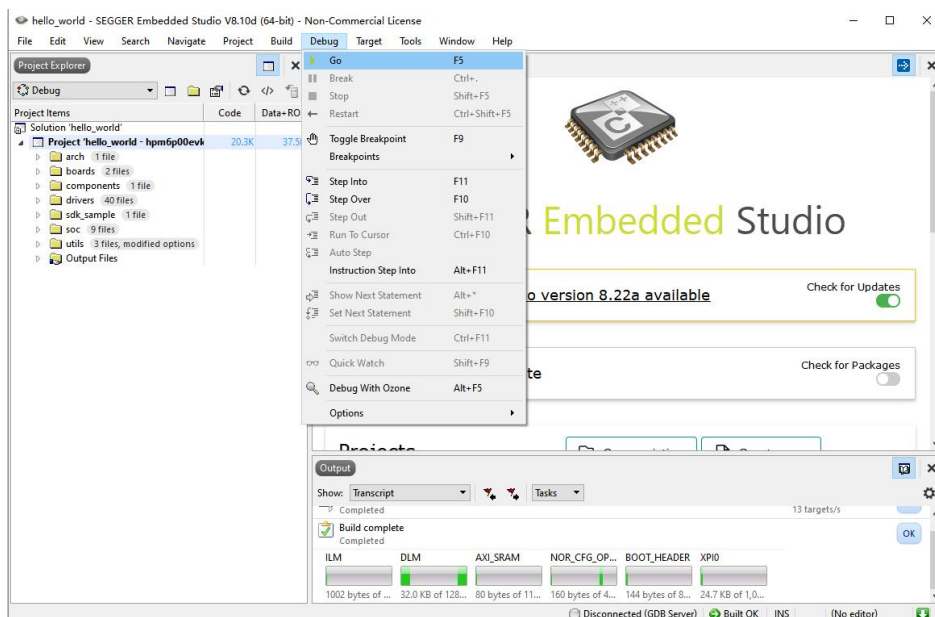 hello_world - SEGGER Embedded Studio V8.10d (64-bit) - Non-Commercial License
File Edit View Search Navigate Project Build Debug Target Tools Window Help
Project Explorer
Debug
Project Items Code Data+RO
Solution 'hello_world'
Project 'hello_world - hpm6p00evk 20.3K 37.5
arch 1 file
boards 2 files
components 1 file
drivers 40 files
sdk_sample 1 file
soc 9 files
utils 3 files, modified options
Output Files
Go F5
Break Ctrl+.
Stop Shift+F5
Restart Ctrl+Shift+F5
Toggle Breakpoint F9
Breakpoints
Step Into F11
Step Over F10
Step Out Shift+F11
Run To Cursor Ctrl+F10
Auto Step
Instruction Step Into Alt+F11
Show Next Statement Alt+*
Set Next Statement Shift+F10
Switch Debug Mode Ctrl+F11
Quick Watch Shift+F9
Debug With Ozone Alt+F5
Options
C
R Embedded Studio
o version 8.22a available
Check for Updates
te
Check for Packages
Projects
Output
Show: Transcript Tasks
Completed 13 targets/s
Build complete OK
Completed
ILM DLM AXI_SRAM NOR_CFG_OP... BOOT_HEADER XPI0
1002 bytes of ... 32.0 KB of 128... 80 bytes of 11... 160 bytes of 4... 144 bytes of 8... 24.7 KB of 1,0...
Disconnected (GDB Server) Built OK INS (No editor)